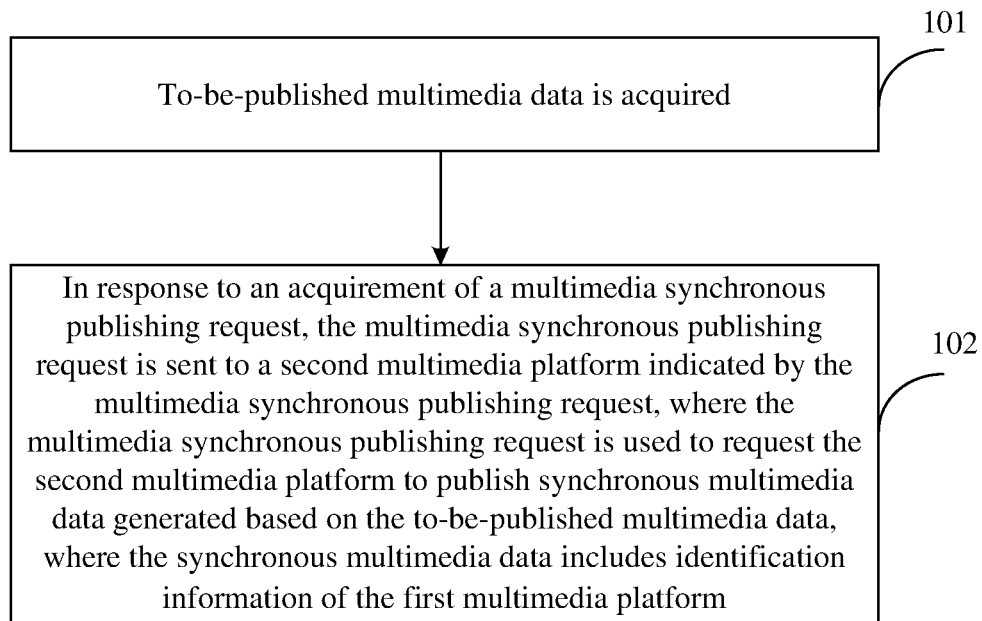 101
To-be-published multimedia data is acquired
In response to an acquirement of a multimedia synchronous
publishing request, the multimedia synchronous publishing
request is sent to a second multimedia platform indicated by the
multimedia synchronous publishing request, where the
multimedia synchronous publishing request is used to request the
second multimedia platform to publish synchronous multimedia
data generated based on the to-be-published multimedia data,
where the synchronous multimedia data includes identification
information of the first multimedia platform
102